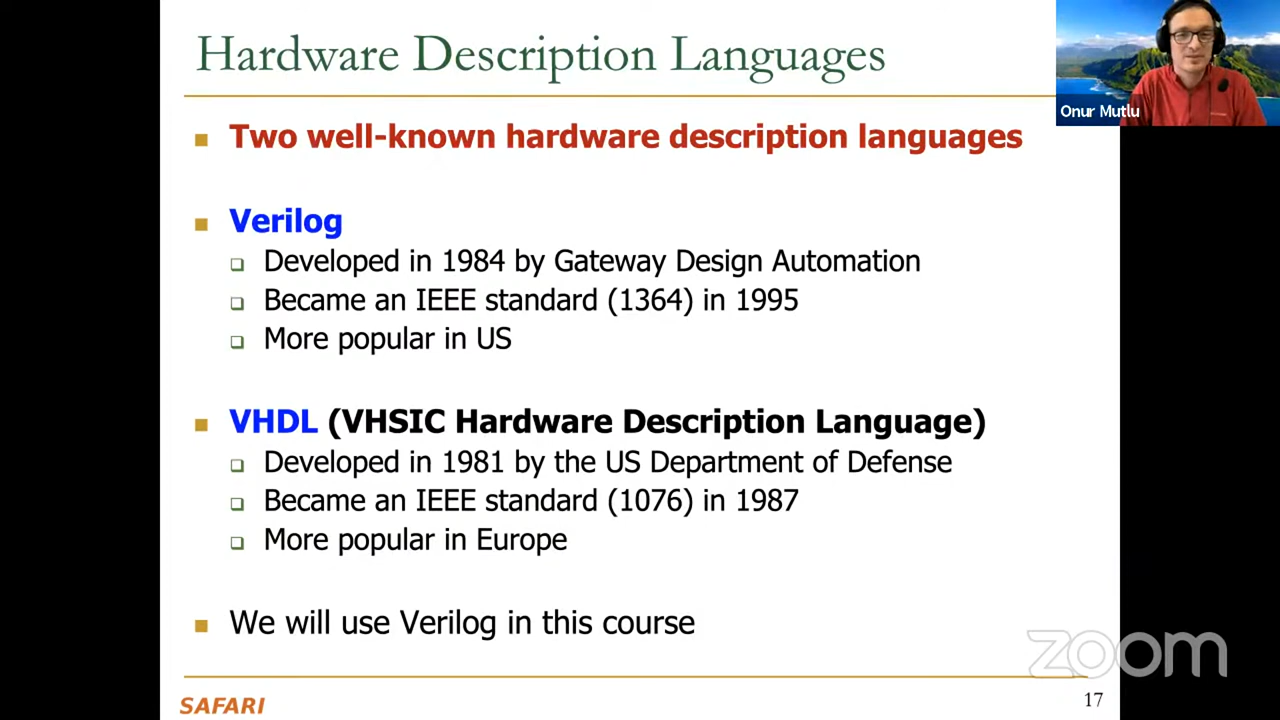 Hardware Description Languages
Onur Mutlu
Two well-known hardware description languages
Verilog
Developed in 1984 by Gateway Design Automation
Became an IEEE standard (1364) in 1995
More popular in US
VHDL (VHSIC Hardware Description Language)
Developed in 1981 by the US Department of Defense
Became an IEEE standard (1076) in 1987
More popular in Europe
We will use Verilog in this course
zoom
SAFARI
17